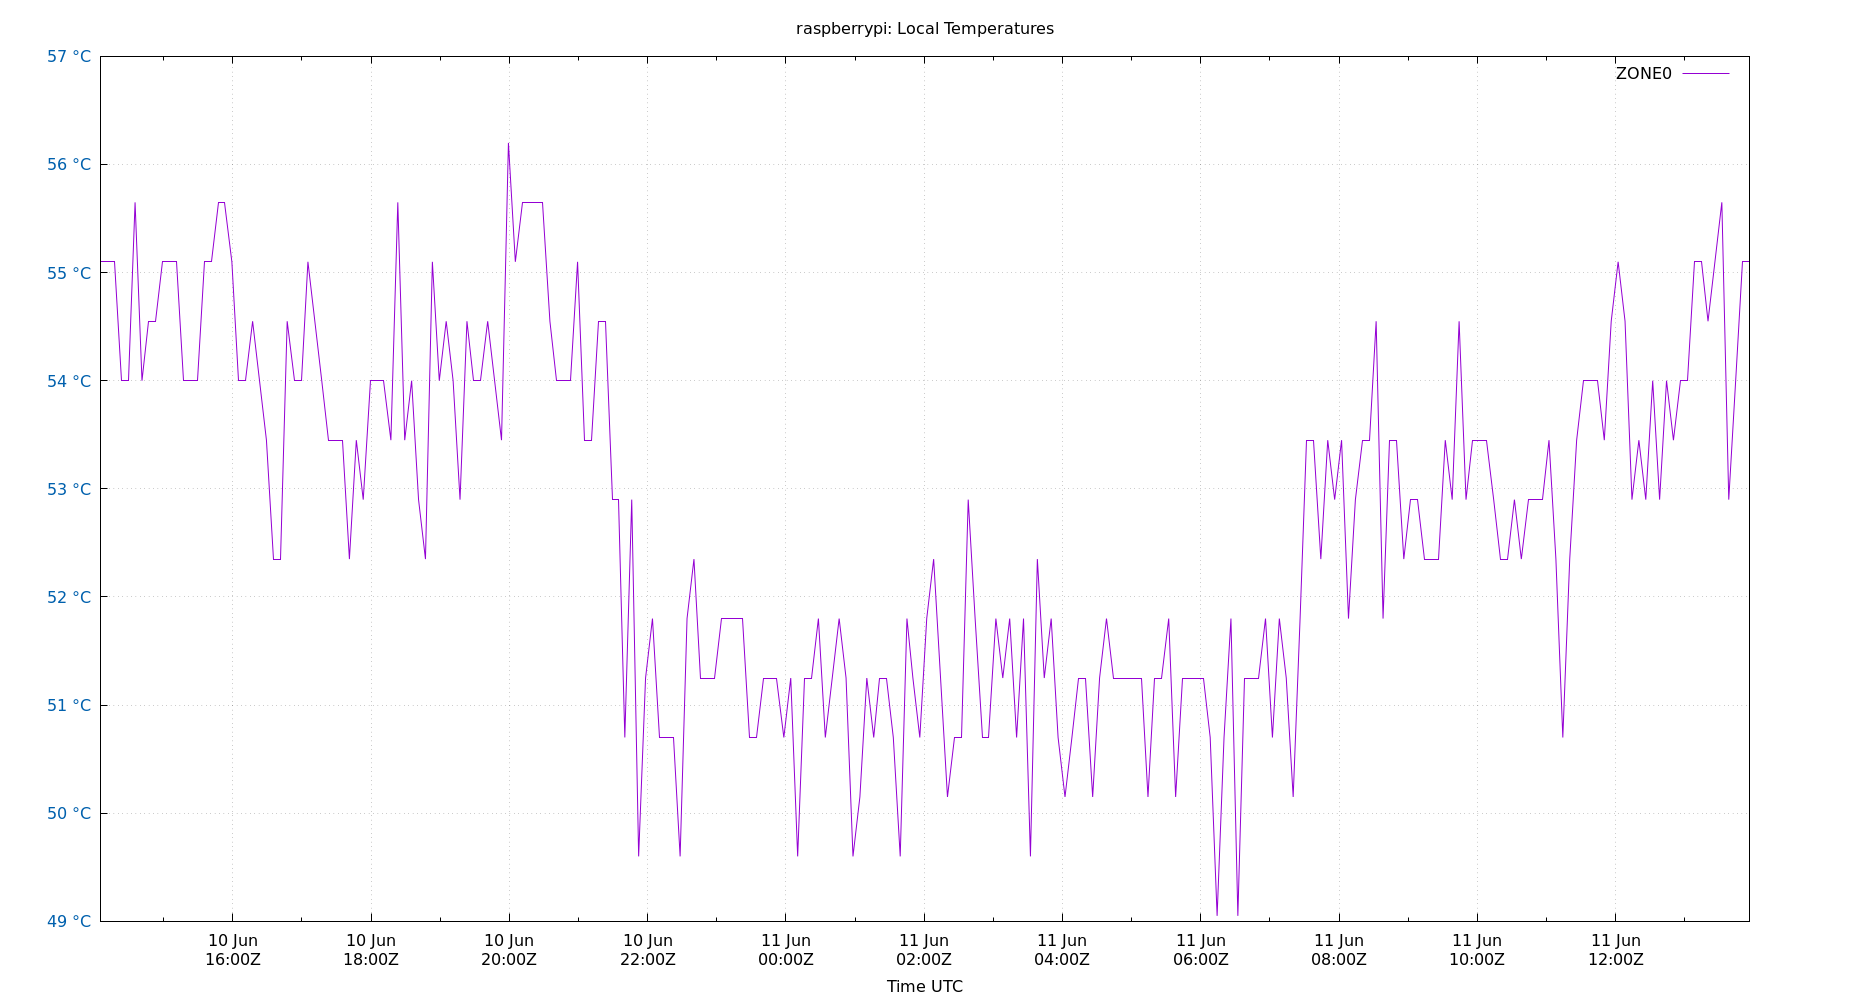 raspberrypi: Local Temperatures
57 °C
ZONE0
56 °C
55 °C
54 °C
53 °C
52 °C
51 °C
50 °C
49 °C
10 Jun 10 Jun 10 Jun 10 Jun 11 Jun 11 Jun 11 Jun 11 Jun 11 Jun 11 Jun 11 Jun
16:00Z 18:00Z 20:00Z 22:00Z 00:00Z 02:00Z 04:00Z 06:00Z 08:00Z 10:00Z 12:00Z
Time UTC